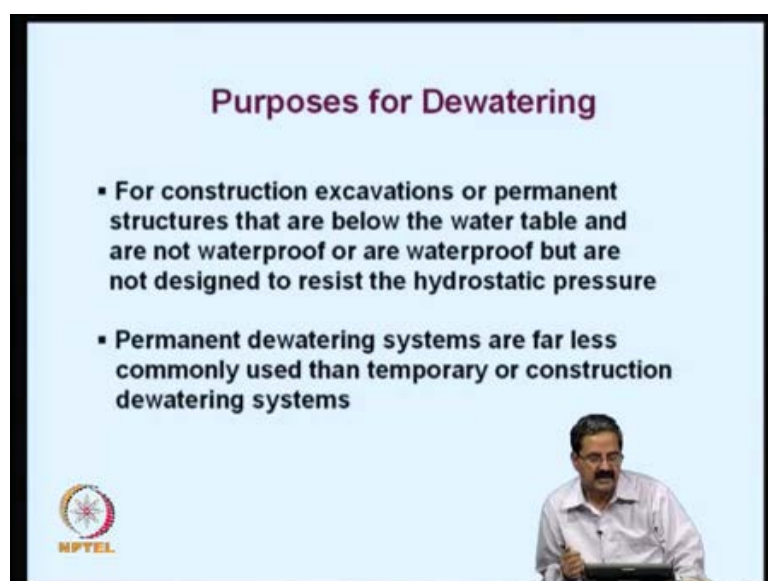 Purposes for Dewatering
▪ For construction excavations or permanent
structures that are below the water table and
are not waterproof or are waterproof but are
not designed to resist the hydrostatic pressure
▪ Permanent dewatering systems are far less
commonly used than temporary or construction
dewatering systems
NPTEL